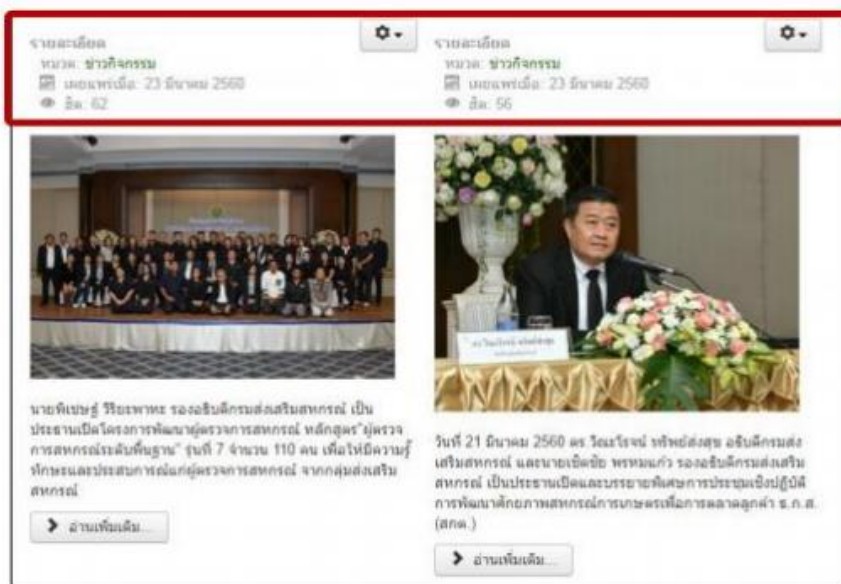 รายละเอียด
หมวด: ข่าวกิจกรรม
เผยแพร่เมื่อ: 23 มีนาคม 2560
ฮิต: 62
นายพิเชษฐ์ วิริยะพาหะ รองอธิบดีกรมส่งเสริมสหกรณ์ เป็น
ประธานเปิดโครงการพัฒนาผู้ตรวจการสหกรณ์ หลักสูตร"ผู้ตรวจ
การสหกรณ์ระดับพื้นฐาน" รุ่นที่ 7 จำนวน 110 คน เพื่อให้มีความรู้
ทักษะและประสบการณ์แก่ผู้ตรวจการสหกรณ์ จากกลุ่มส่งเสริม
สหกรณ์
อ่านเพิ่มเติม...
รายละเอียด
หมวด: ข่าวกิจกรรม
เผยแพร่เมื่อ: 23 มีนาคม 2560
ฮิต: 56
ดร.วิณะโรจน์ ทรัพย์ส่งสุข
วันที่ 21 มีนาคม 2560 ดร วิณะโรจน์ ทรัพย์ส่งสุข อธิบดีกรมส่ง
เสริมสหกรณ์ และนายเชิดชัย พรหมแก้ว รองอธิบดีกรมส่งเสริม
สหกรณ์ เป็นประธานเปิดและบรรยายพิเศษการประชุมเชิงปฏิบัติ
การพัฒนาศักยภาพสหกรณ์การเกษตรเพื่อการตลาดลูกค้า ธ.ก.ส.
(สกต.)
อ่านเพิ่มเติม...